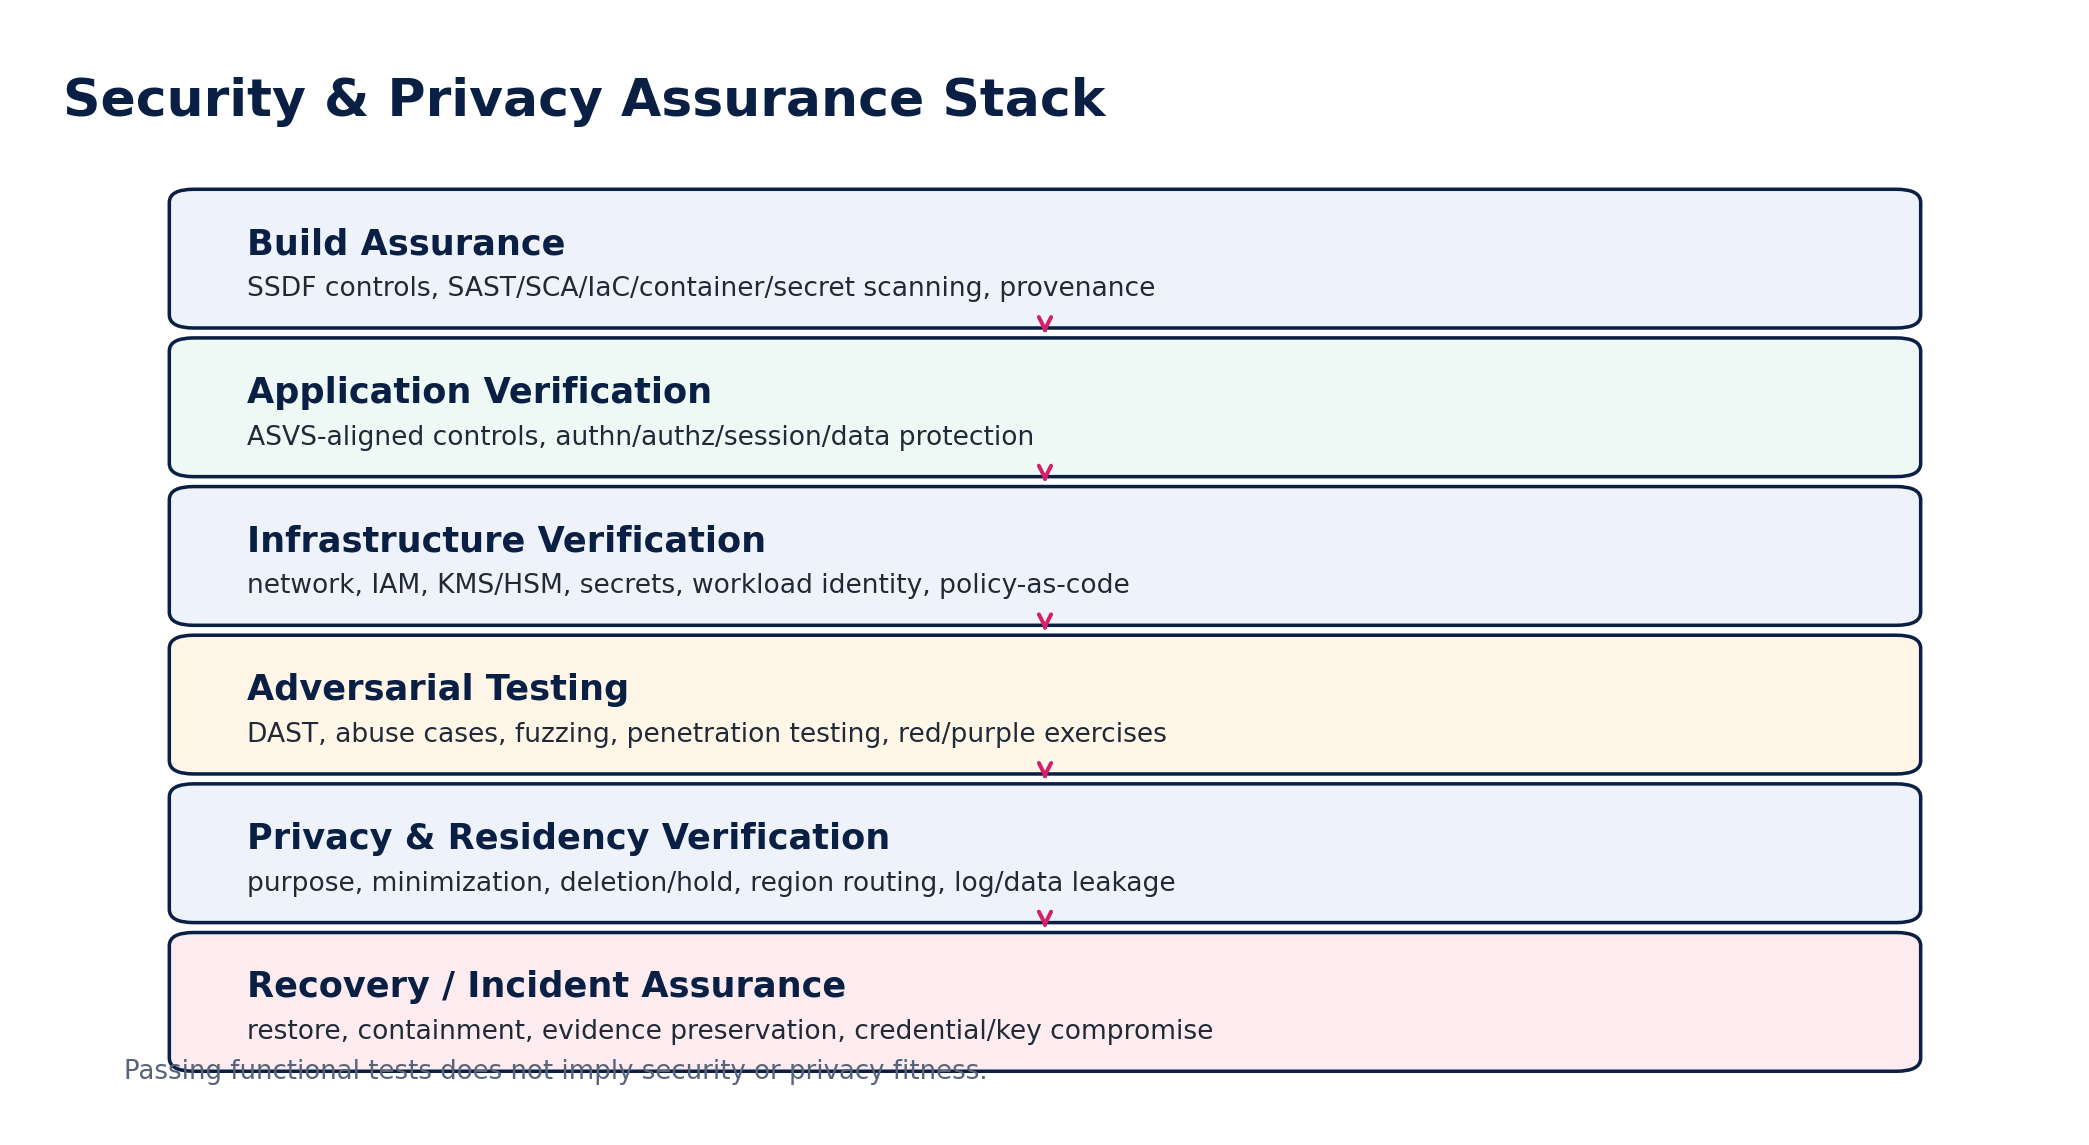 Security & Privacy Assurance Stack
Build Assurance
SSDF controls, SAST/SCA/IaC/container/secret scanning, provenance
Application Verification
ASVS-aligned controls, authn/authz/session/data protection
Infrastructure Verification
network, IAM, KMS/HSM, secrets, workload identity, policy-as-code
Adversarial Testing
DAST, abuse cases, fuzzing, penetration testing, red/purple exercises
Privacy & Residency Verification
purpose, minimization, deletion/hold, region routing, log/data leakage
Recovery / Incident Assurance
restore, containment, evidence preservation, credential/key compromise
Passing functional tests does not imply security or privacy fitness.